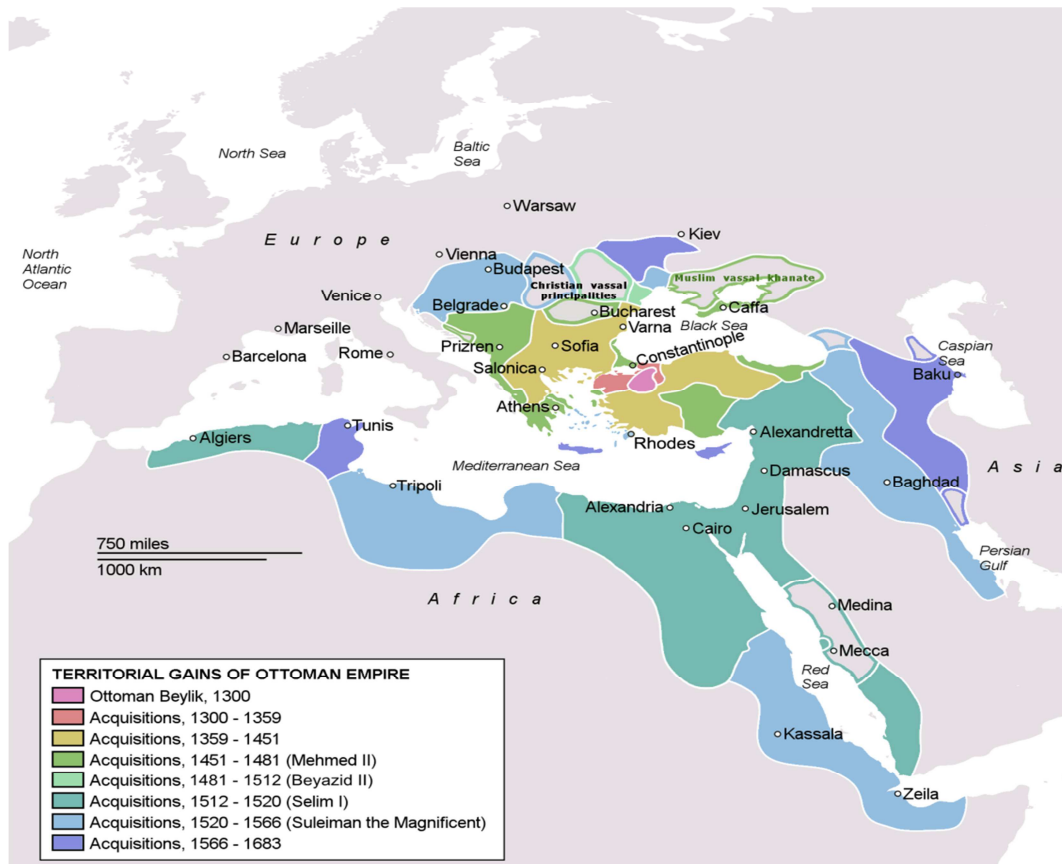 North Sea
Baltic
Sea
North
Atlantic
Ocean
Europe
Warsaw
Kiev
Vienna
Budapest
Christian vassal
principalities
Muslim vassal khanate
Venice
Belgrade
Bucharest
Caffa
Marseille
Varna
Black Sea
Barcelona
Rome
Prizren
Sofia
Constantinople
Caspian
Sea
Salonica
Baku
Athens
Algiers
Tunis
Rhodes
Alexandretta
Mediterranean Sea
Damascus
Asia
Tripoli
Baghdad
Alexandria
Jerusalem
Cairo
750 miles
1000 km
Persian
Gulf
Africa
Medina
Mecca
Red
Sea
Kassala
Zeila
TERRITORIAL GAINS OF OTTOMAN EMPIRE
Ottoman Beylik, 1300
Acquisitions, 1300 - 1359
Acquisitions, 1359 - 1451
Acquisitions, 1451 - 1481 (Mehmed II)
Acquisitions, 1481 - 1512 (Beyazid II)
Acquisitions, 1512 - 1520 (Selim I)
Acquisitions, 1520 - 1566 (Suleiman the Magnificent)
Acquisitions, 1566 - 1683